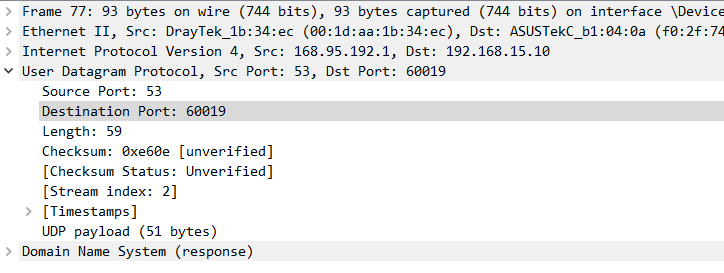 Frame 77: 93 bytes on wire (744 bits), 93 bytes captured (744 bits) on interface \Device
Ethernet II, Src: DrayTek_1b:34:ec (00:1d:aa:1b:34:ec), Dst: ASUSTekC_b1:04:0a (f0:2f:74
Internet Protocol Version 4, Src: 168.95.192.1, Dst: 192.168.15.10
User Datagram Protocol, Src Port: 53, Dst Port: 60019
Source Port: 53
Destination Port: 60019
Length: 59
Checksum: 0xe60e [unverified]
[Checksum Status: Unverified]
[Stream index: 2]
[Timestamps]
UDP payload (51 bytes)
Domain Name System (response)